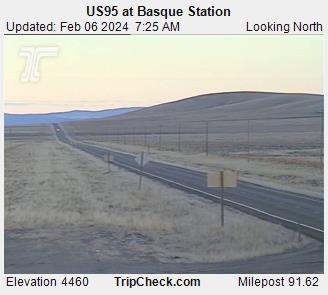 US95 at Basque Station
Updated: Feb 06 2024 7:25 AM Looking North
Elevation 4460 TripCheck.com Milepost 91.62